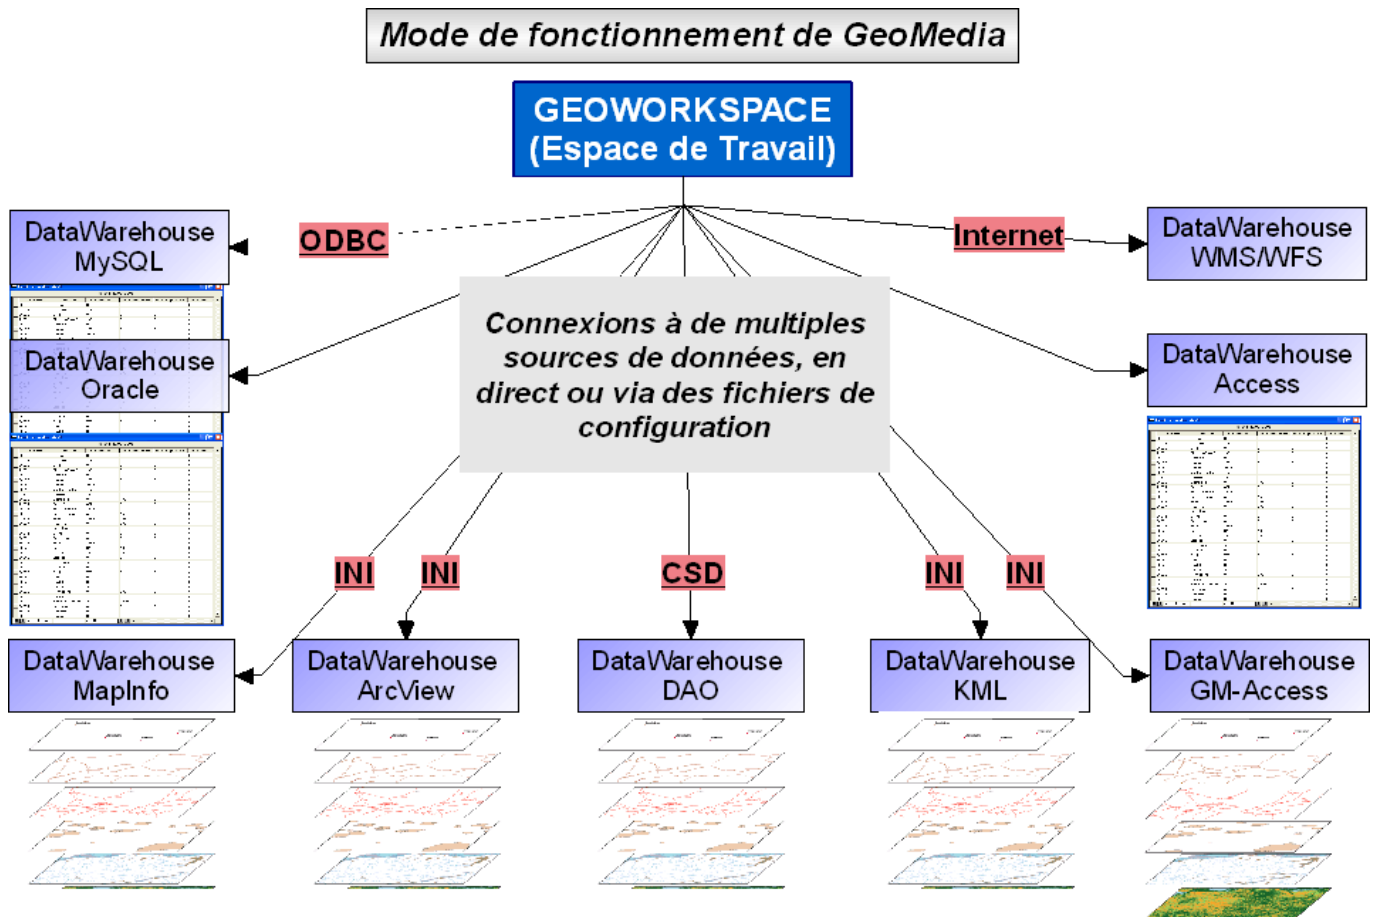 Mode de fonctionnement de GeoMedia
GEOWORKSPACE
(Espace de Travail)
DataWarehouse
MySQL
ODBC
Internet
DataWarehouse
WMS/WFS
DataWarehouse
Oracle
Connexions à de multiples
sources de données, en
direct ou via des fichiers de
configuration
DataWarehouse
Access
INI
INI
CSD
INI
INI
DataWarehouse
MapInfo
DataWarehouse
ArcView
DataWarehouse
DAO
DataWarehouse
KML
DataWarehouse
GM-Access